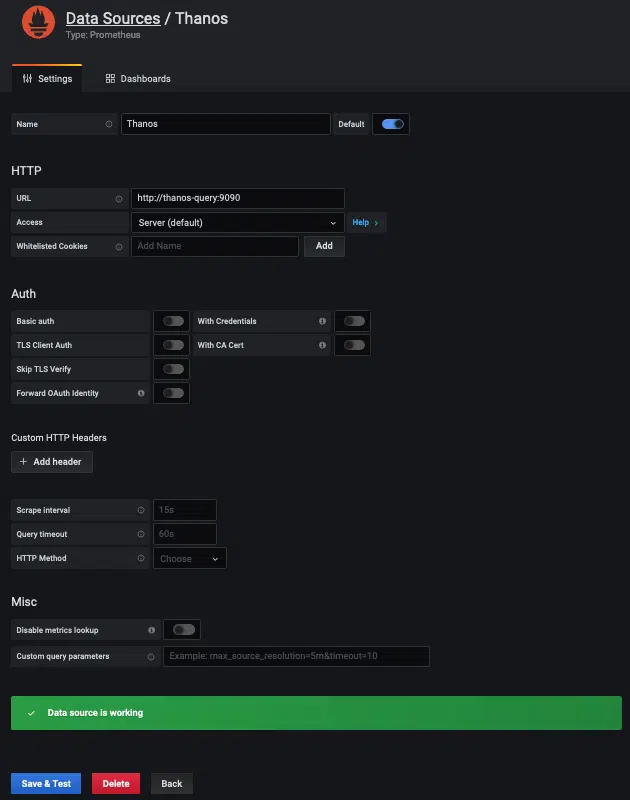 Data Sources / Thanos
Type: Prometheus
Settings Dashboards
Name Thanos Default
HTTP
URL http://thanos-query:9090
Access Server (default) Help >
Whitelisted Cookies Add Name Add
Auth
Basic auth With Credentials
TLS Client Auth With CA Cert
Skip TLS Verify
Forward OAuth Identity
Custom HTTP Headers
+ Add header
Scrape interval 15s
Query timeout 60s
HTTP Method Choose
Misc
Disable metrics lookup
Custom query parameters Example: max_source_resolution=5m&timeout=10
Data source is working
Save & Test Delete Back